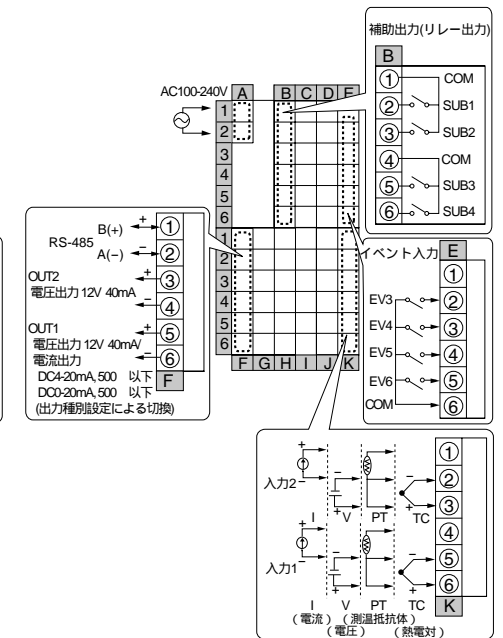 補助出力(リレー出力)
B
① COM
② SUB1
③ SUB2
④ COM
⑤ SUB3
⑥ SUB4
AC100-240V
A B C D E
1
2
3
4
5
6
1
2
3
4
5
6
F G H I J K
RS-485
B(+) + ①
A(−) − ②
OUT2 + ③
電圧出力 12V 40mA
− ④
OUT1 + ⑤
電圧出力 12V 40mA/
電流出力 − ⑥
DC4-20mA, 500 以下
DC0-20mA, 500 以下
(出力種別設定による切換)
F
イベント入力 E
①
EV3 ②
EV4 ③
EV5 ④
EV6 ⑤
COM ⑥
①
②
③
④
⑤
⑥
K
入力2 + − − + − +
I V PT TC
入力1 + − − + − +
I V PT TC
(電流) (測温抵抗体)
(電圧) (熱電対)